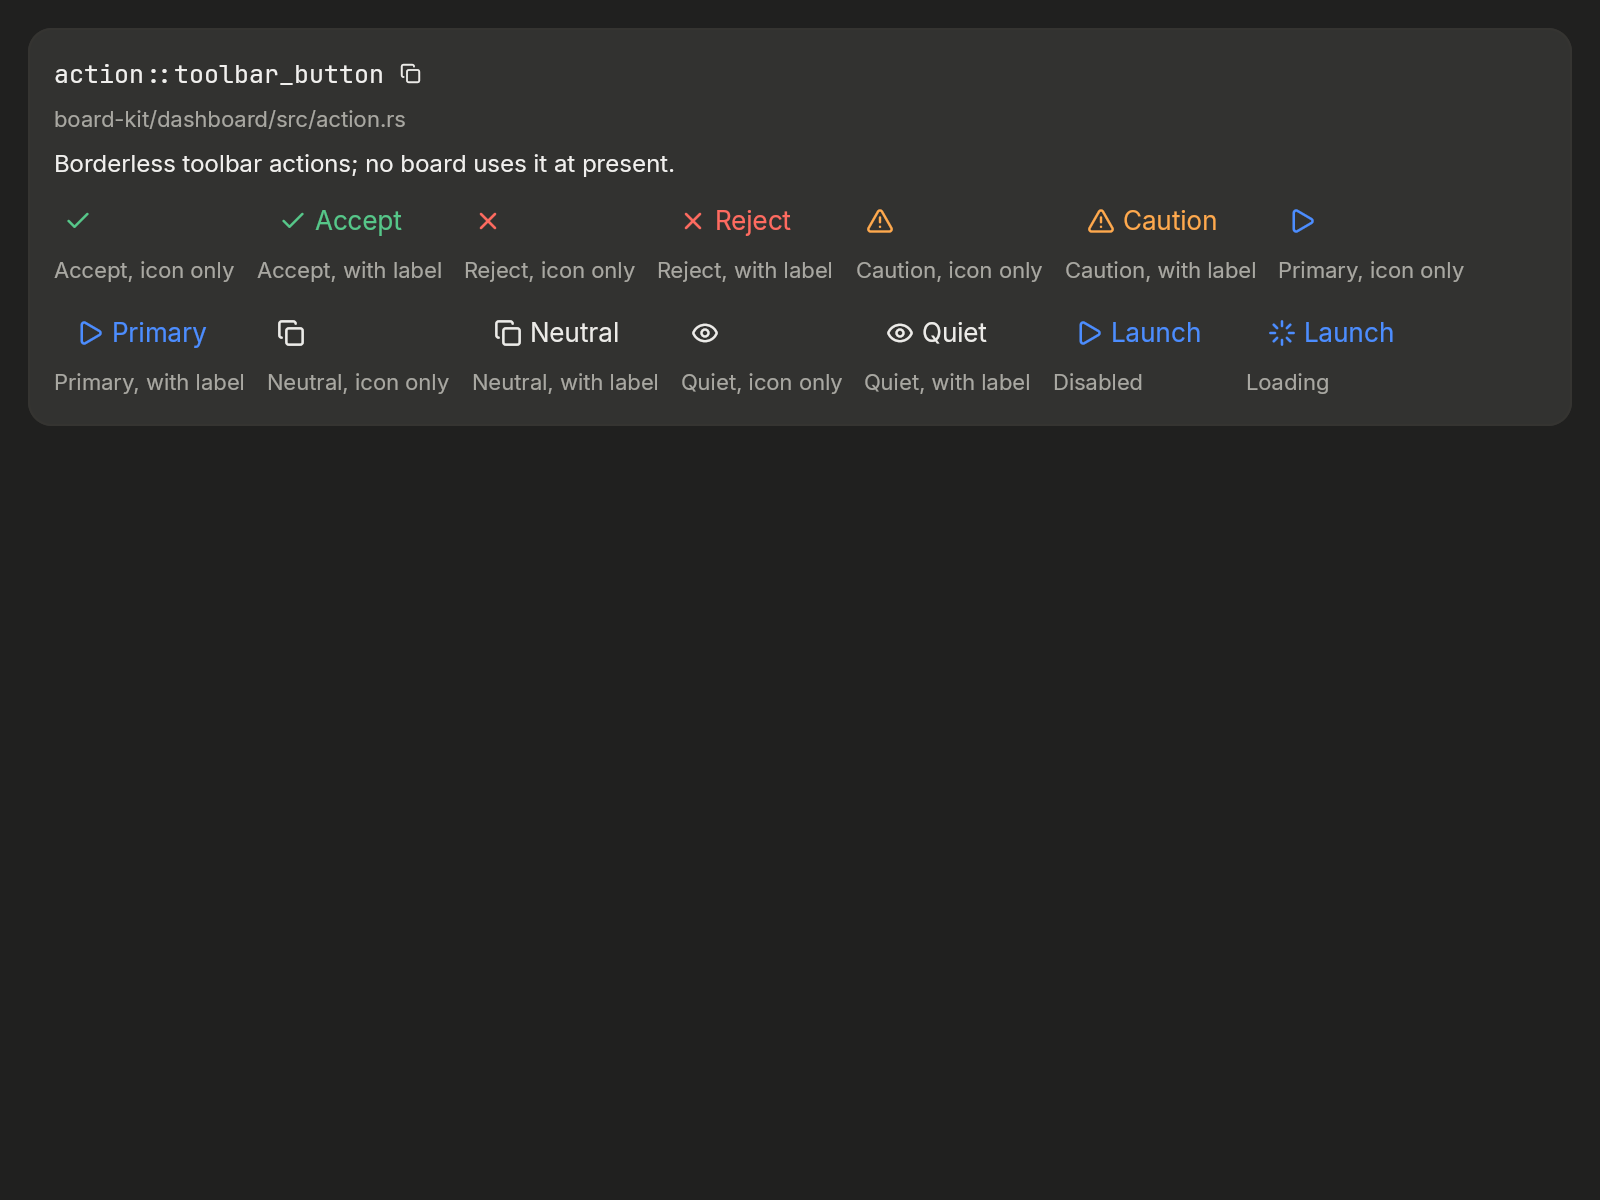 action::toolbar_button
board-kit/dashboard/src/action.rs
Borderless toolbar actions; no board uses it at present.
Accept Reject Caution
Accept, icon only Accept, with label Reject, icon only Reject, with label Caution, icon only Caution, with label Primary, icon only
Primary Neutral Quiet Launch Launch
Primary, with label Neutral, icon only Neutral, with label Quiet, icon only Quiet, with label Disabled Loading